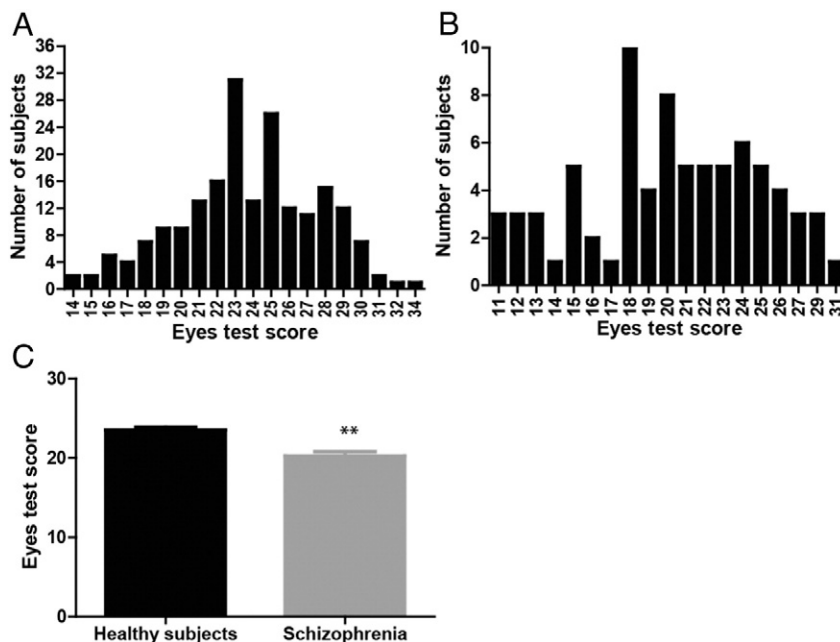 A
Number of subjects
36
32
28
24
20
16
12
8
4
0
14 15 16 17 18 19 20 21 22 23 24 25 26 27 28 29 30 31 32 34
Eyes test score
B
Number of subjects
10
8
6
4
2
0
11 12 13 14 15 16 17 18 19 20 21 22 23 24 25 26 27 29 31
Eyes test score
C
Eyes test score
30
20
10
0
**
Healthy subjects Schizophrenia